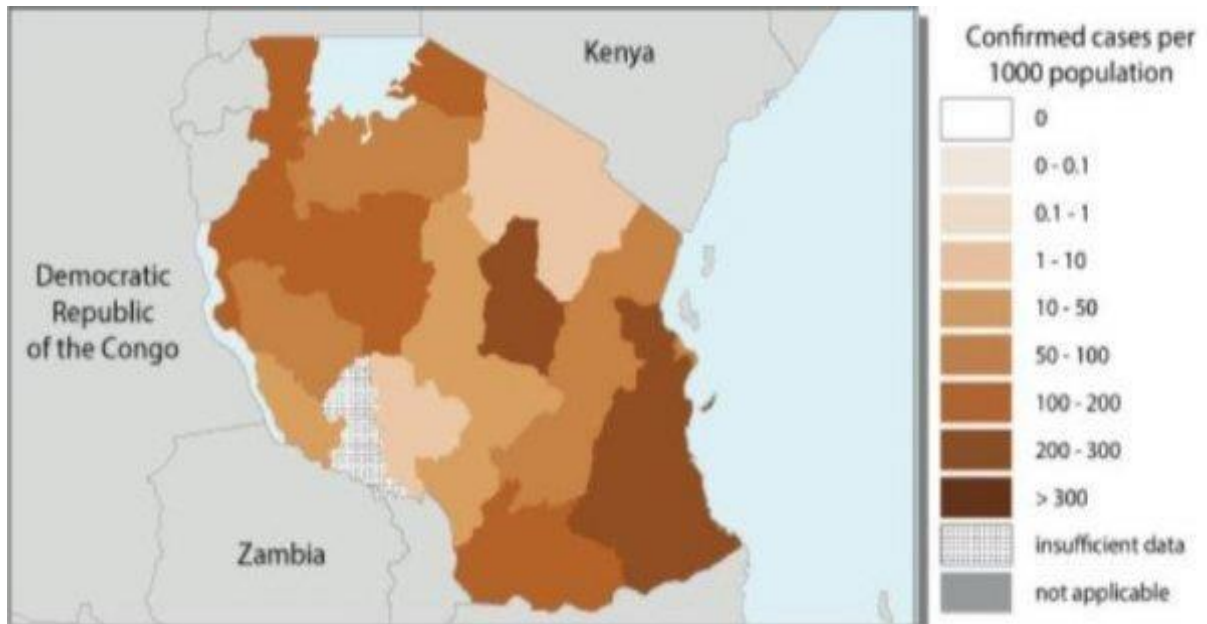 Kenya
Democratic
Republic
of the Congo
Zambia
Confirmed cases per
1000 population
0
0 - 0.1
0.1 - 1
1 - 10
10 - 50
50 - 100
100 - 200
200 - 300
> 300
insufficient data
not applicable